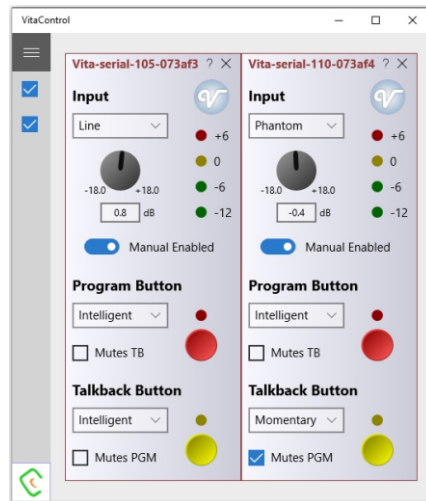 VitaControl
Vita-serial-105-073af3 ?
Input
Line
+6
0
-18.0 +18.0
-6
0.8 dB
-12
Manual Enabled
Program Button
Intelligent
Mutes TB
Talkback Button
Intelligent
Mutes PGM
Vita-serial-110-073af4 ?
Input
Phantom
+6
0
-18.0 +18.0
-6
-0.4 dB
-12
Manual Enabled
Program Button
Intelligent
Mutes TB
Talkback Button
Momentary
Mutes PGM